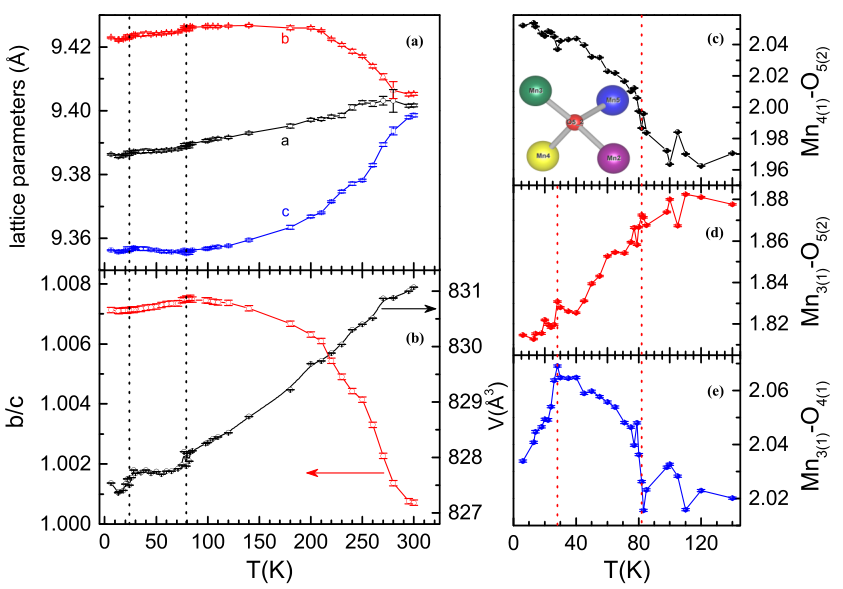 9.42
9.40
9.38
9.36
lattice parameters (Å)
(a)
b
a
c
1.008
1.006
1.004
1.002
1.000
b/c
(b)
831
830
829
828
827
V(Å³)
0 50 100 150 200 250 300
T(K)
(c)
2.04
2.02
2.00
1.98
1.96
Mn₄₍₁₎-O₅₍₂₎
Mn3
Mn4
Mn2
(d)
1.88
1.86
1.84
1.82
Mn₃₍₁₎-O₅₍₂₎
(e)
2.06
2.04
2.02
Mn₃₍₁₎-O₄₍₁₎
0 40 80 120
T(K)